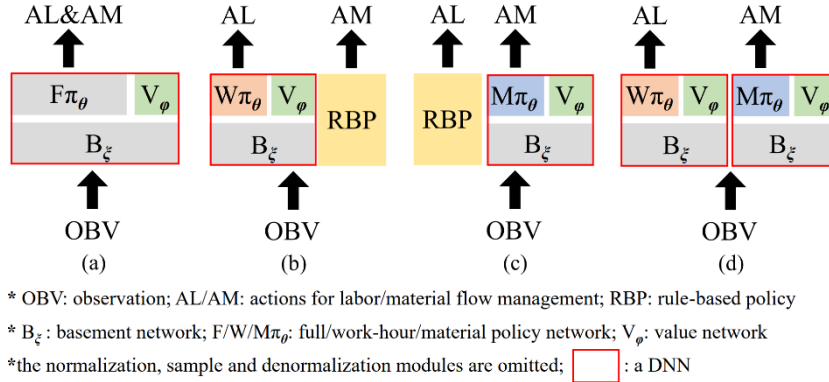 AL&AM AL AM AL AM AL AM
Fπθ Vφ Wπθ Vφ RBP RBP Mπθ Vφ Wπθ Vφ Mπθ Vφ
Bξ Bξ Bξ Bξ Bξ
OBV OBV OBV OBV
(a) (b) (c) (d)
* OBV: observation; AL/AM: actions for labor/material flow management; RBP: rule-based policy
* Bξ : basement network; F/W/Mπθ: full/work-hour/material policy network; Vφ: value network
*the normalization, sample and denormalization modules are omitted; : a DNN